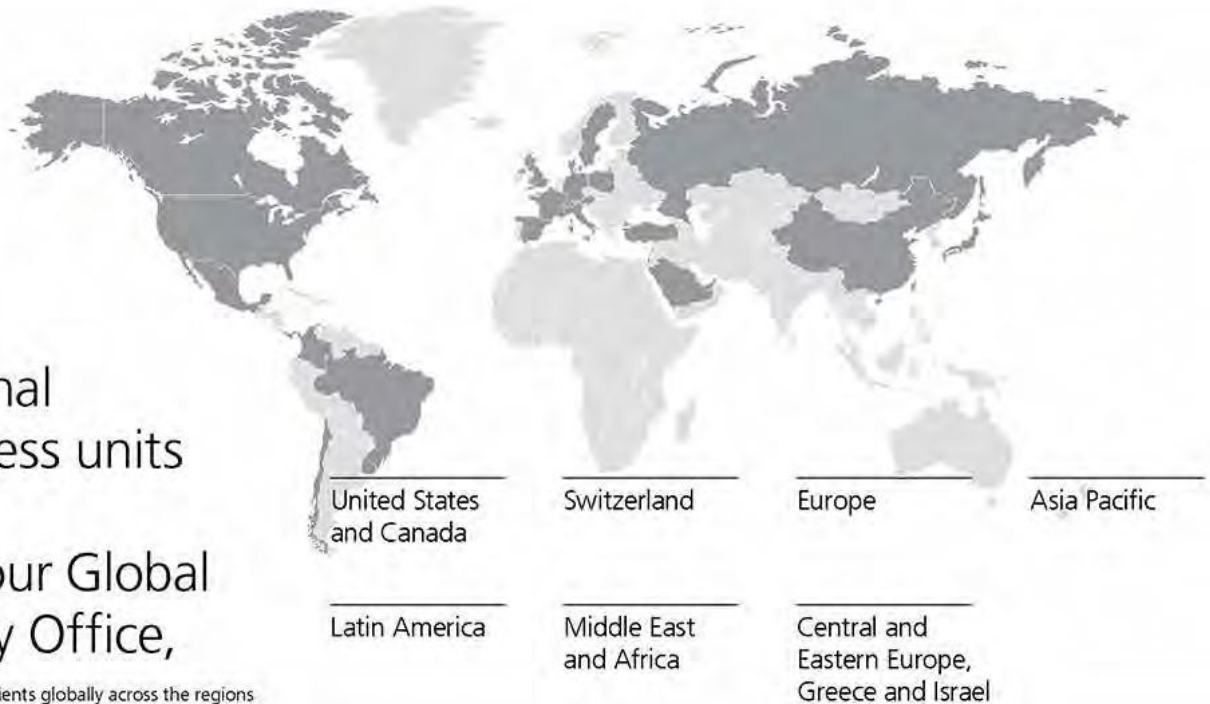 nal
ess units
our Global
y Office,
ients globally across the regions
United States
and Canada
Switzerland
Europe
Asia Pacific
Latin America
Middle East
and Africa
Central and
Eastern Europe,
Greece and Israel